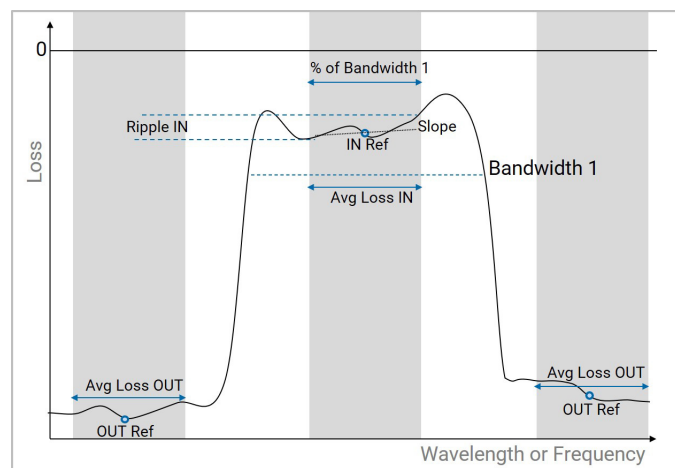 0
% of Bandwidth 1
Ripple IN
Slope
IN Ref
Loss
Bandwidth 1
Avg Loss IN
Avg Loss OUT
Avg Loss OUT
OUT Ref
OUT Ref
Wavelength or Frequency